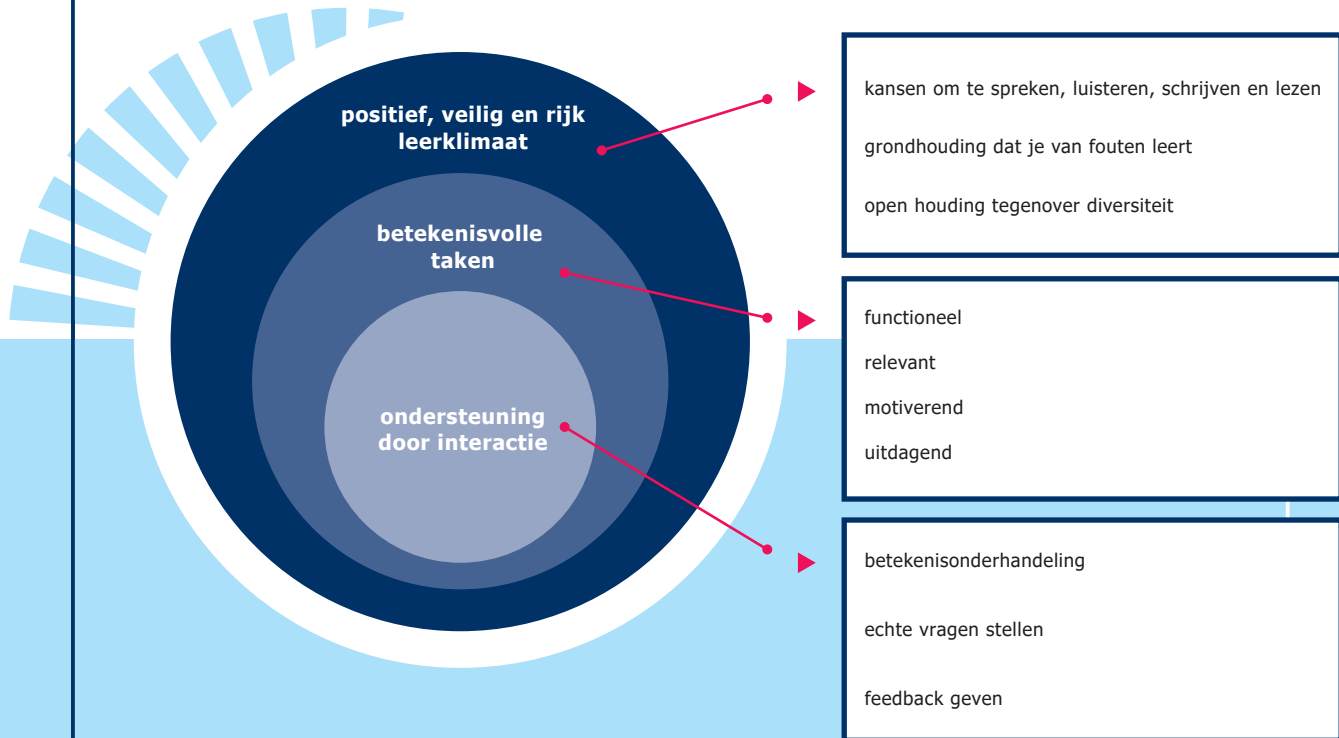 positief, veilig en rijk
leerklimaat
betekenisvolle
taken
ondersteuning
door interactie
kansen om te spreken, luisteren, schrijven en lezen
grondhouding dat je van fouten leert
open houding tegenover diversiteit
functioneel
relevant
motiverend
uitdagend
betekenisonderhandeling
echte vragen stellen
feedback geven